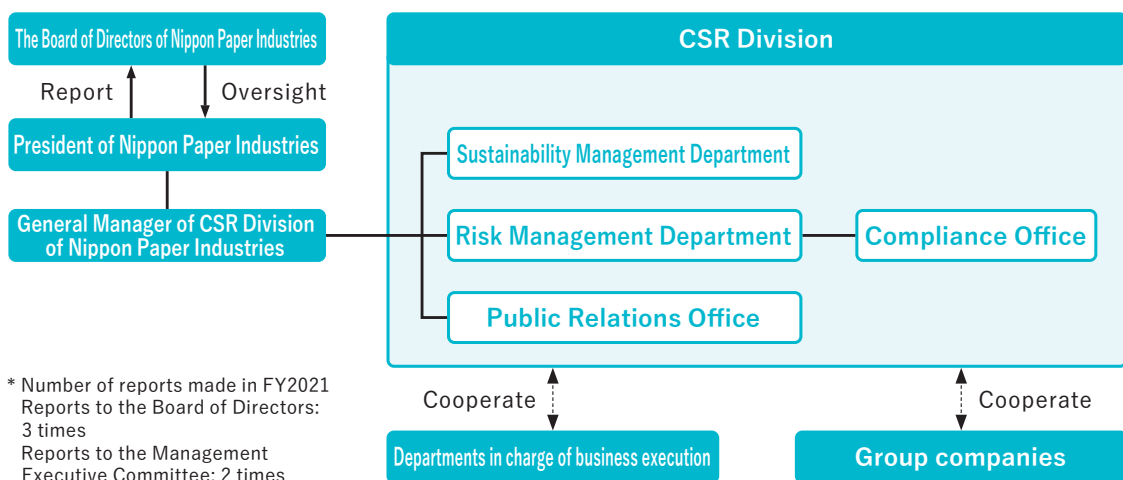 The Board of Directors of Nippon Paper Industries
Report
Oversight
President of Nippon Paper Industries
General Manager of CSR Division
of Nippon Paper Industries
CSR Division
Sustainability Management Department
Risk Management Department
Compliance Office
Public Relations Office
Cooperate
Cooperate
Departments in charge of business execution
Group companies
* Number of reports made in FY2021
Reports to the Board of Directors:
3 times
Reports to the Management
Executive Committee: 2 times